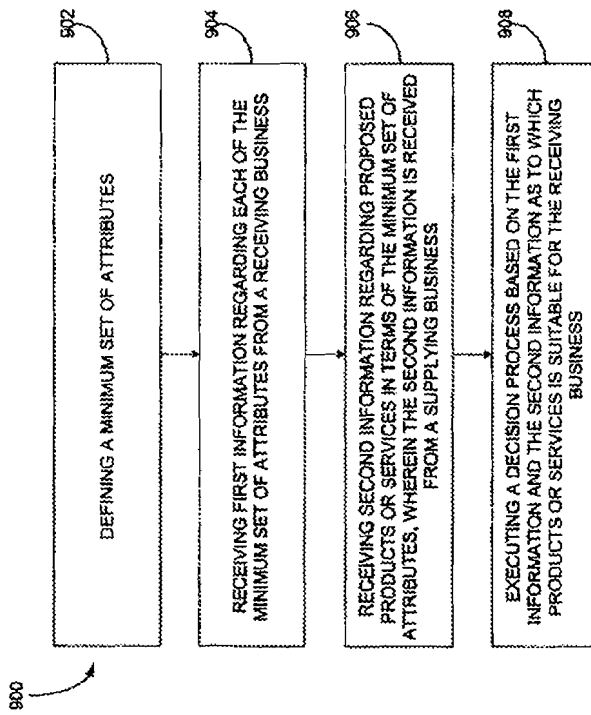 900
902
DEFINING A MINIMUM SET OF ATTRIBUTES
904
RECEIVING FIRST INFORMATION REGARDING EACH OF THE
MINIMUM SET OF ATTRIBUTES FROM A RECEIVING BUSINESS
906
RECEIVING SECOND INFORMATION REGARDING PROPOSED
PRODUCTS OR SERVICES IN TERMS OF THE MINIMUM SET OF
ATTRIBUTES, WHEREIN THE SECOND INFORMATION IS RECEIVED
FROM A SUPPLYING BUSINESS
908
EXECUTING A DECISION PROCESS BASED ON THE FIRST
INFORMATION AND THE SECOND INFORMATION AS TO WHICH
PRODUCTS OR SERVICES IS SUITABLE FOR THE RECEIVING
BUSINESS